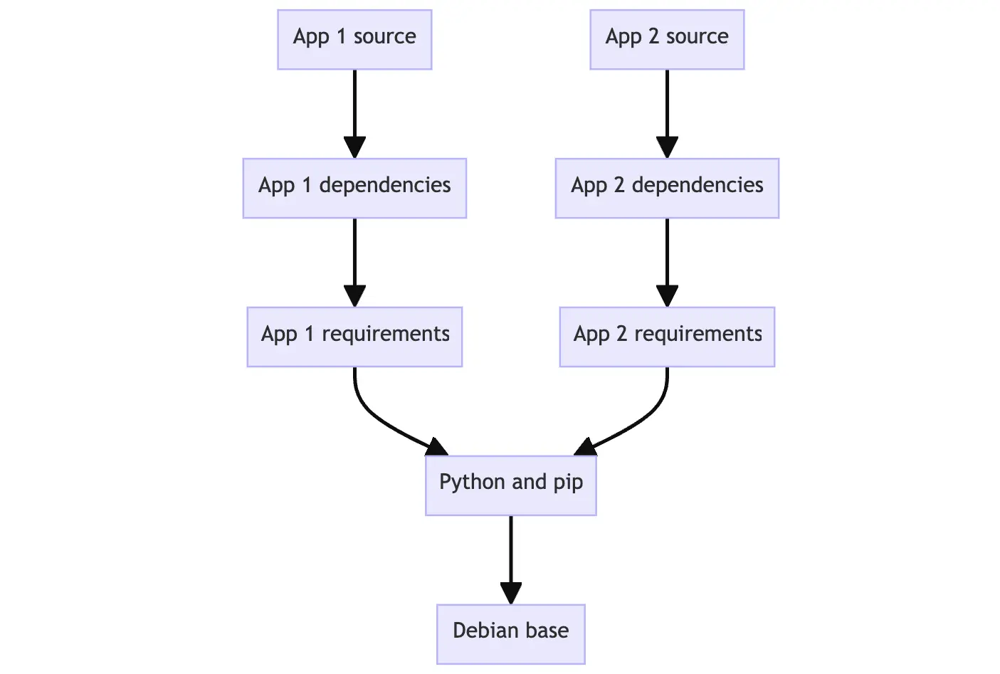 App 1 source
App 2 source
App 1 dependencies
App 2 dependencies
App 1 requirements
App 2 requirements
Python and pip
Debian base